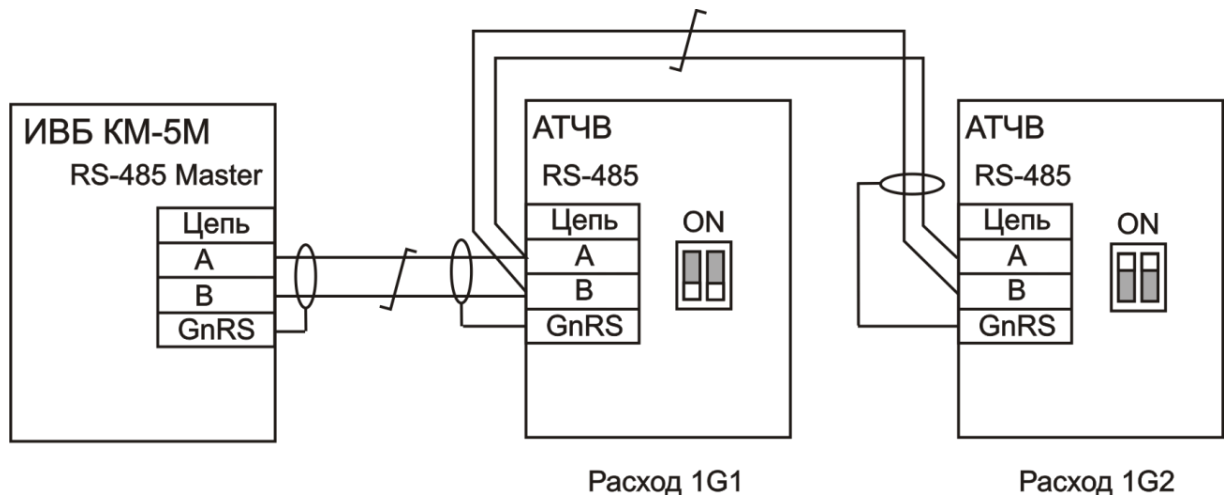 ИВБ КМ-5М
RS-485 Master
Цепь
A
B
GnRS
АТЧВ
RS-485
Цепь
A
B
GnRS
ON
Расход 1G1
АТЧВ
RS-485
Цепь
A
B
GnRS
ON
Расход 1G2